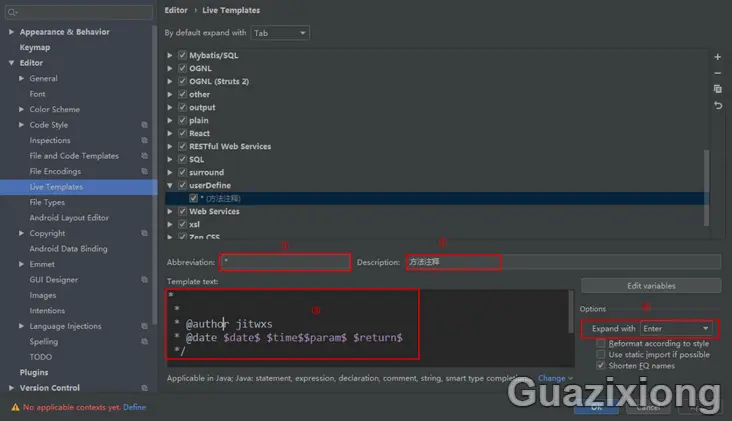 Appearance & Behavior
Keymap
Editor
General
Font
Color Scheme
Code Style
Inspections
File and Code Templates
File Encodings
Live Templates
File Types
Android Layout Editor
Copyright
Android Data Binding
Emmet
GUI Designer
Images
Intentions
Language Injections
Spelling
TODO
Plugins
Version Control
Editor › Live Templates
By default expand with Tab
Mybatis/SQL
OGNL
OGNL (Struts 2)
other
output
plain
React
RESTful Web Services
SQL
surround
userDefine
* (方法注释)
Web Services
xsl
Zen CSS
①
Abbreviation: *
Description: 方法注释
Template text:
③
*
*
* @author jitwxs
* @date $date$ $time$$param$ $return$
*/
Edit variables
Options
Expand with Enter
Reformat according to style
Use static import if possible
Shorten FQ names
Applicable in Java; Java: statement, expression, declaration, comment, string, smart type completi... Change
No applicable contexts yet. Define
OK
Cancel
Guazixiong